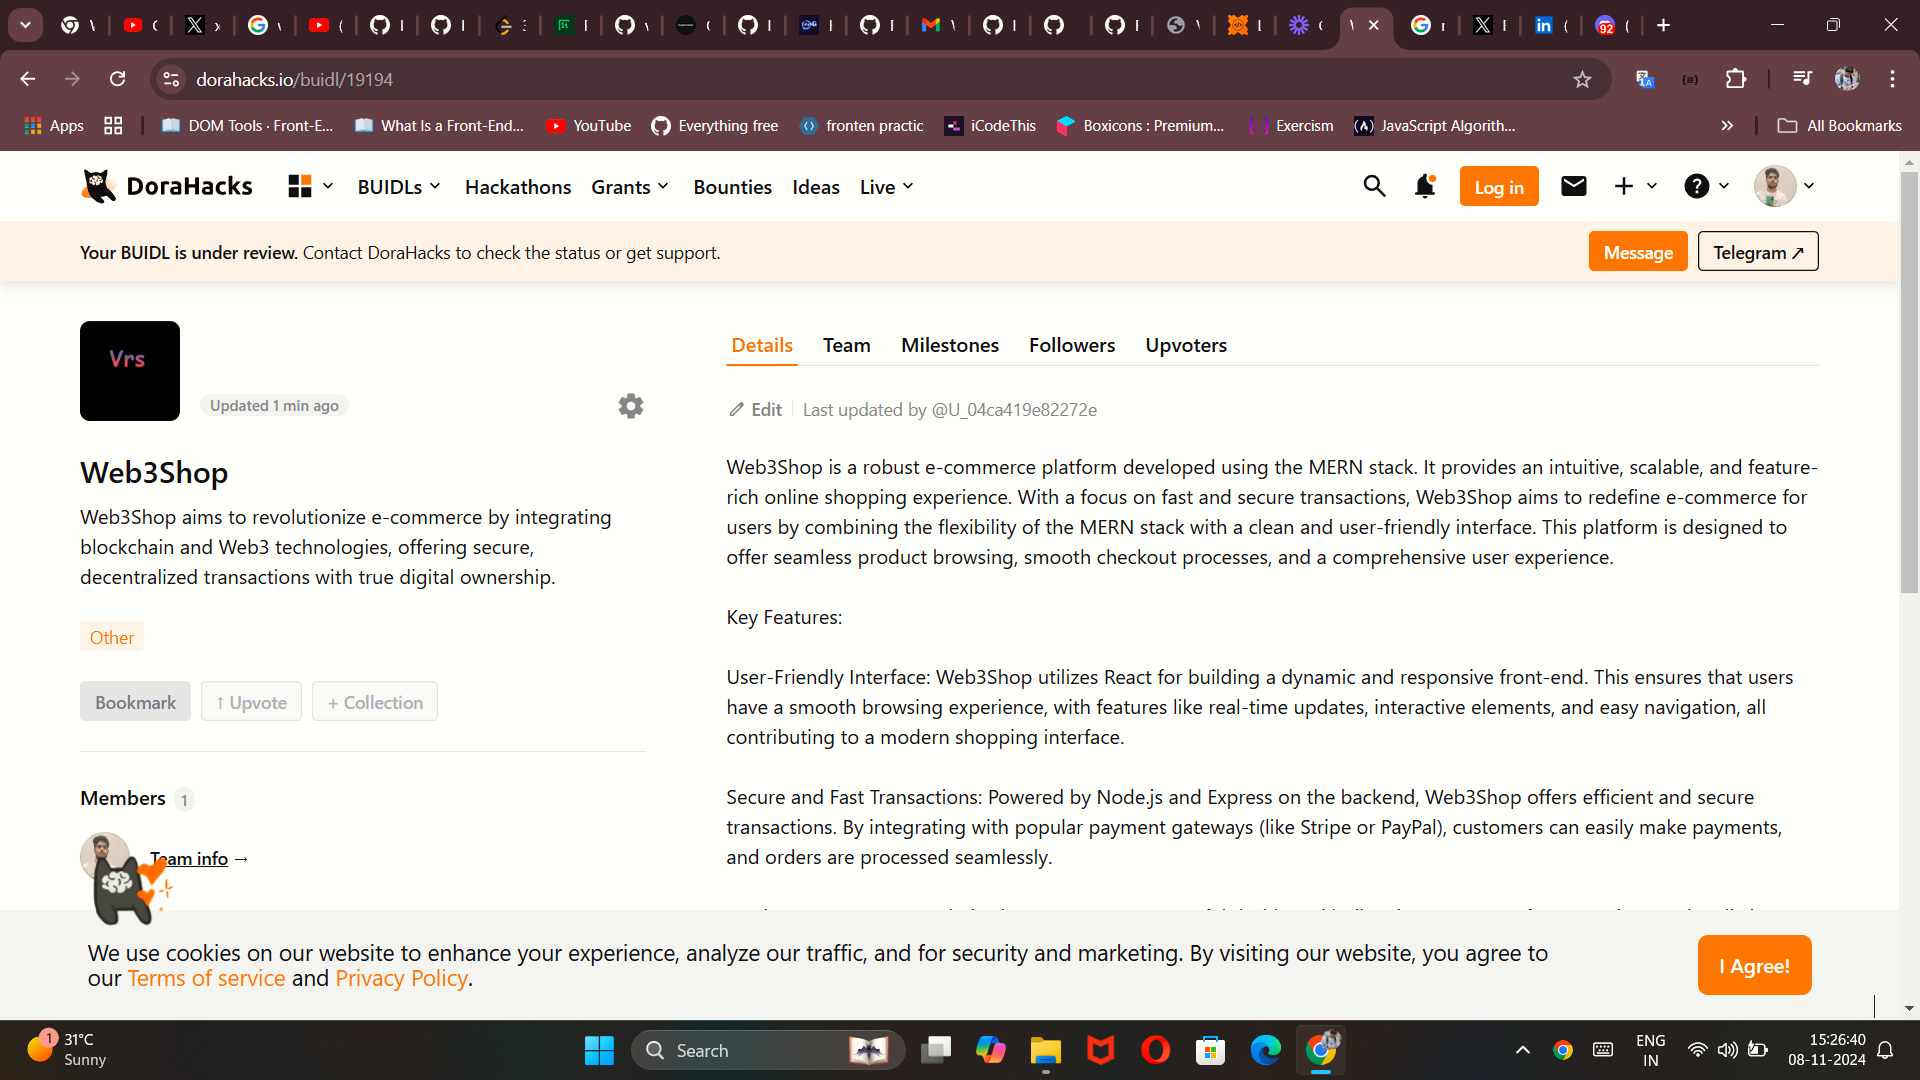 dorahacks.io/buidl/19194
Apps
DOM Tools · Front-E...
What Is a Front-End...
YouTube
Everything free
fronten practic
iCodeThis
Boxicons : Premium...
Exercism
JavaScript Algorith...
All Bookmarks
DoraHacks
BUIDLs
Hackathons
Grants
Bounties
Ideas
Live
Log in
Your BUIDL is under review. Contact DoraHacks to check the status or get support.
Message
Telegram ↗
Vrs
Updated 1 min ago
Web3Shop
Web3Shop aims to revolutionize e-commerce by integrating
blockchain and Web3 technologies, offering secure,
decentralized transactions with true digital ownership.
Other
Bookmark
↑ Upvote
+ Collection
Members 1
Team info →
Details
Team
Milestones
Followers
Upvoters
Edit
Last updated by @U_04ca419e82272e
Web3Shop is a robust e-commerce platform developed using the MERN stack. It provides an intuitive, scalable, and feature-
rich online shopping experience. With a focus on fast and secure transactions, Web3Shop aims to redefine e-commerce for
users by combining the flexibility of the MERN stack with a clean and user-friendly interface. This platform is designed to
offer seamless product browsing, smooth checkout processes, and a comprehensive user experience.
Key Features:
User-Friendly Interface: Web3Shop utilizes React for building a dynamic and responsive front-end. This ensures that users
have a smooth browsing experience, with features like real-time updates, interactive elements, and easy navigation, all
contributing to a modern shopping interface.
Secure and Fast Transactions: Powered by Node.js and Express on the backend, Web3Shop offers efficient and secure
transactions. By integrating with popular payment gateways (like Stripe or PayPal), customers can easily make payments,
and orders are processed seamlessly.
We use cookies on our website to enhance your experience, analyze our traffic, and for security and marketing. By visiting our website, you agree to
our Terms of service and Privacy Policy.
I Agree!
1
31°C
Sunny
Search
ENG
IN
15:26:40
08-11-2024